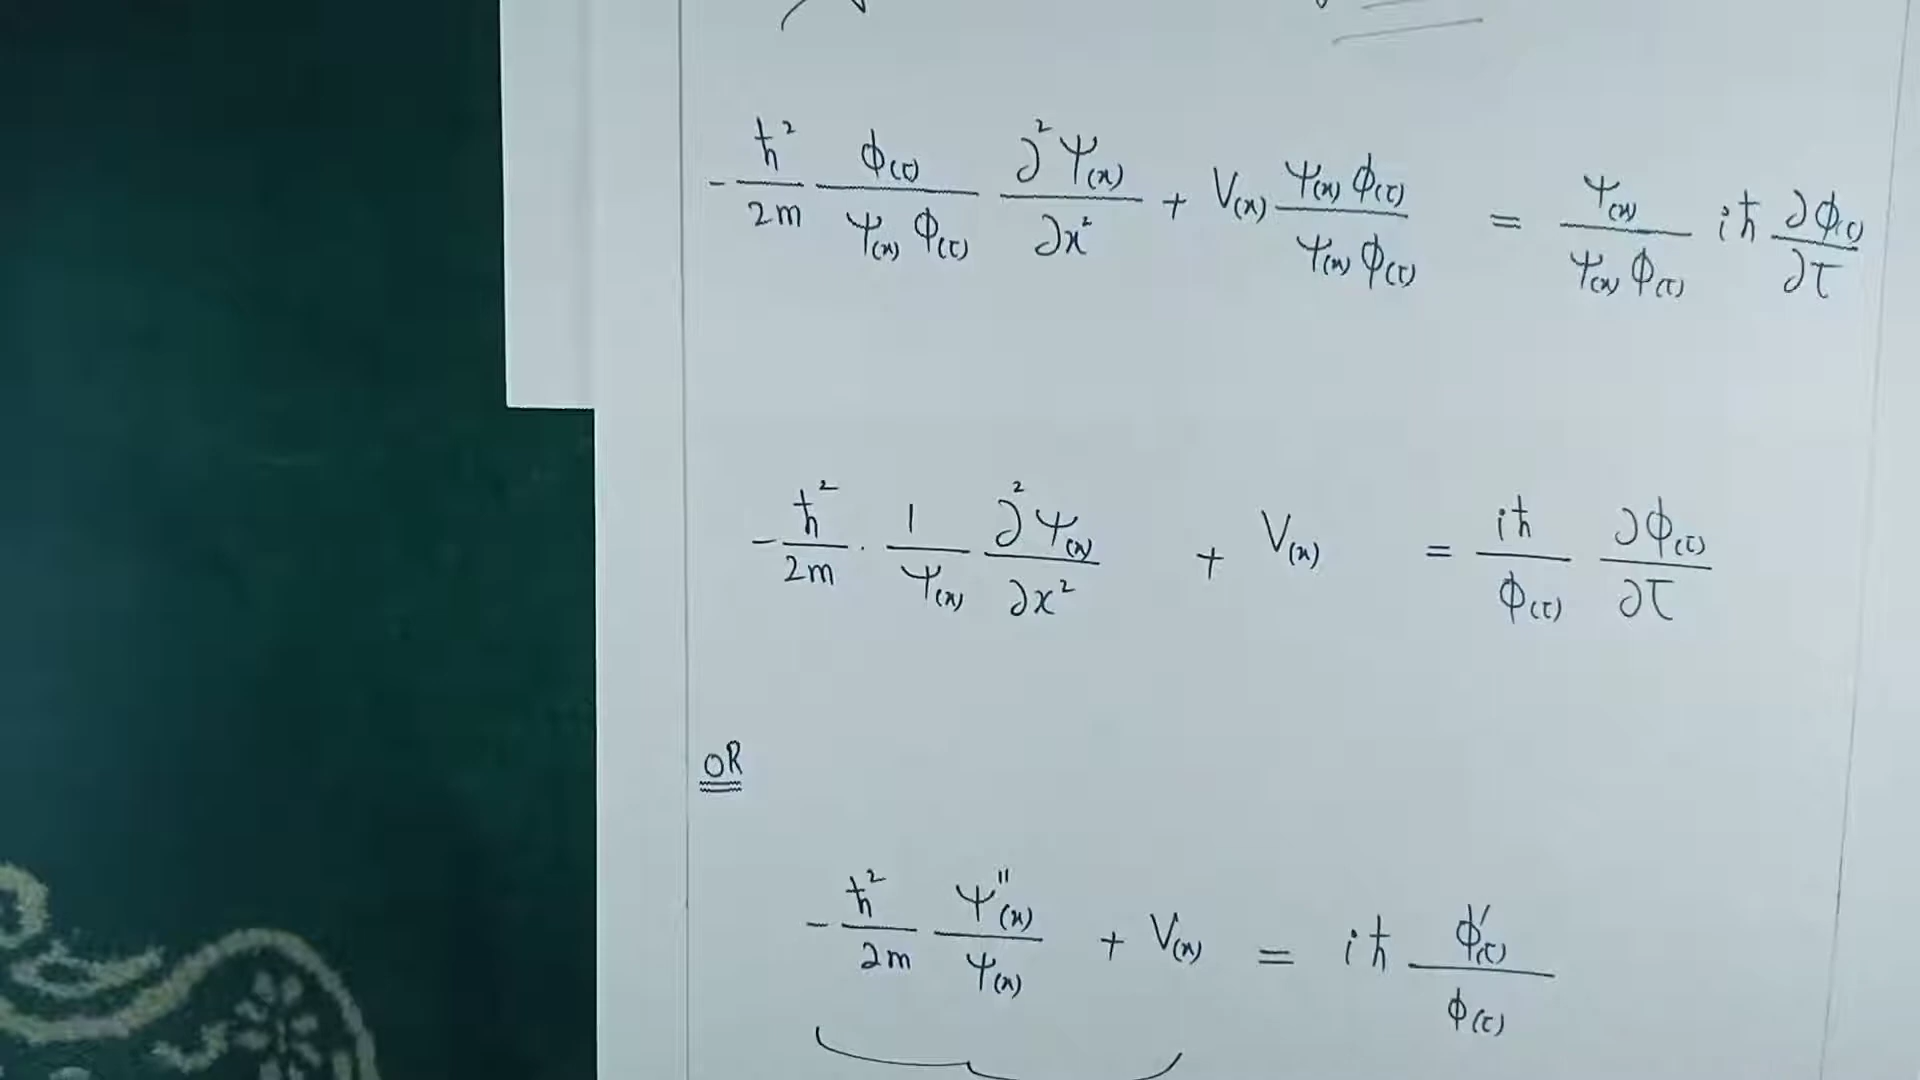 -ħ²/2m ϕ(τ)/Ψ(x)ϕ(τ) ∂²Ψ(x)/∂x² + V(x) Ψ(x)ϕ(τ)/Ψ(x)ϕ(τ) = Ψ(x)/Ψ(x)ϕ(τ) iħ ∂ϕ(τ)/∂τ
-ħ²/2m · 1/Ψ(x) ∂²Ψ(x)/∂x² + V(x) = iħ/ϕ(τ) ∂ϕ(τ)/∂τ
OR
-ħ²/2m Ψ″(x)/Ψ(x) + V(x) = iħ ϕ′(τ)/ϕ(τ)